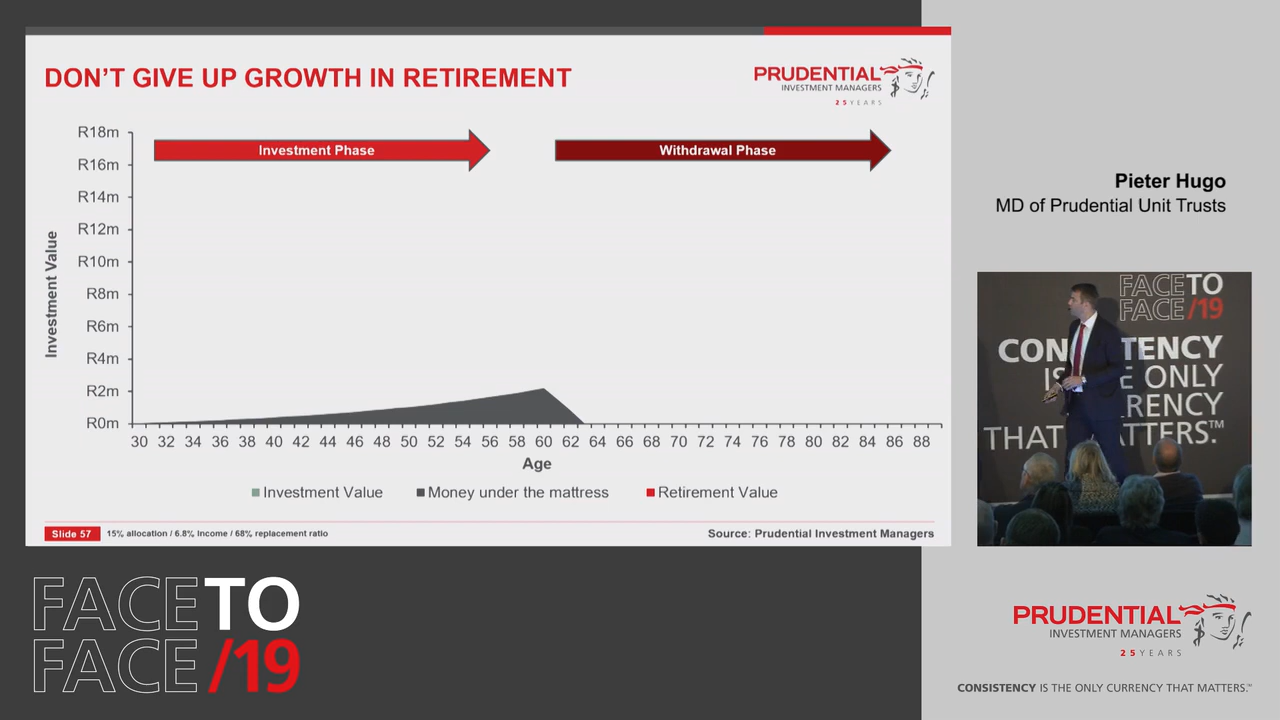 DON'T GIVE UP GROWTH IN RETIREMENT
PRUDENTIAL
INVESTMENT MANAGERS
25 YEARS
R18m
R16m
R14m
R12m
R10m
R8m
R6m
R4m
R2m
R0m
Investment Value
Investment Phase
Withdrawal Phase
30 32 34 36 38 40 42 44 46 48 50 52 54 56 58 60 62 64 66 68 70 72 74 76 78 80 82 84 86 88
Age
Investment Value Money under the mattress Retirement Value
Slide 57 15% allocation / 6.8% Income / 68% replacement ratio
Source: Prudential Investment Managers
Pieter Hugo
MD of Prudential Unit Trusts
FACE TO
FACE /19
CON TENCY
IS E ONLY
RRENCY
THAT ATTERS.™
FACE TO
FACE /19
PRUDENTIAL
INVESTMENT MANAGERS
25 YEARS
CONSISTENCY IS THE ONLY CURRENCY THAT MATTERS.™